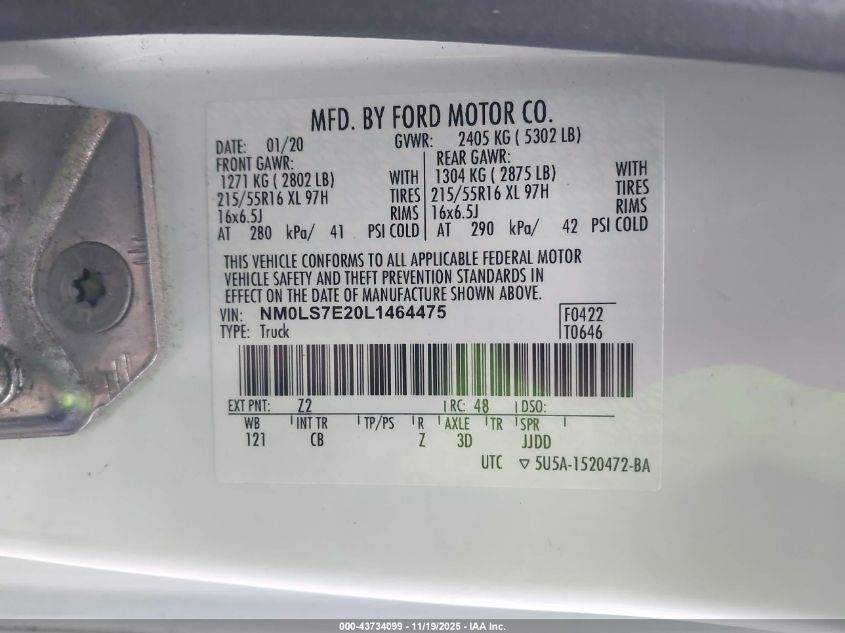 MFD. BY FORD MOTOR CO.
DATE: 01/20 GVWR: 2405 KG ( 5302 LB)
FRONT GAWR: REAR GAWR:
1271 KG ( 2802 LB) WITH 1304 KG ( 2875 LB) WITH
215/55R16 XL 97H TIRES 215/55R16 XL 97H TIRES
16x6.5J RIMS 16x6.5J RIMS
AT 280 kPa/ 41 PSI COLD AT 290 kPa/ 42 PSI COLD
THIS VEHICLE CONFORMS TO ALL APPLICABLE FEDERAL MOTOR
VEHICLE SAFETY AND THEFT PREVENTION STANDARDS IN
EFFECT ON THE DATE OF MANUFACTURE SHOWN ABOVE.
VIN: NM0LS7E20L1464475 F0422
TYPE: Truck T0646
EXT PNT: Z2 RC: 48 DSO:
WB INT TR TP/PS R AXLE TR SPR
121 CB Z 3D JJDD
UTC ▽ 5U5A-1520472-BA
000-43734099 - 11/19/2025 - IAA Inc.